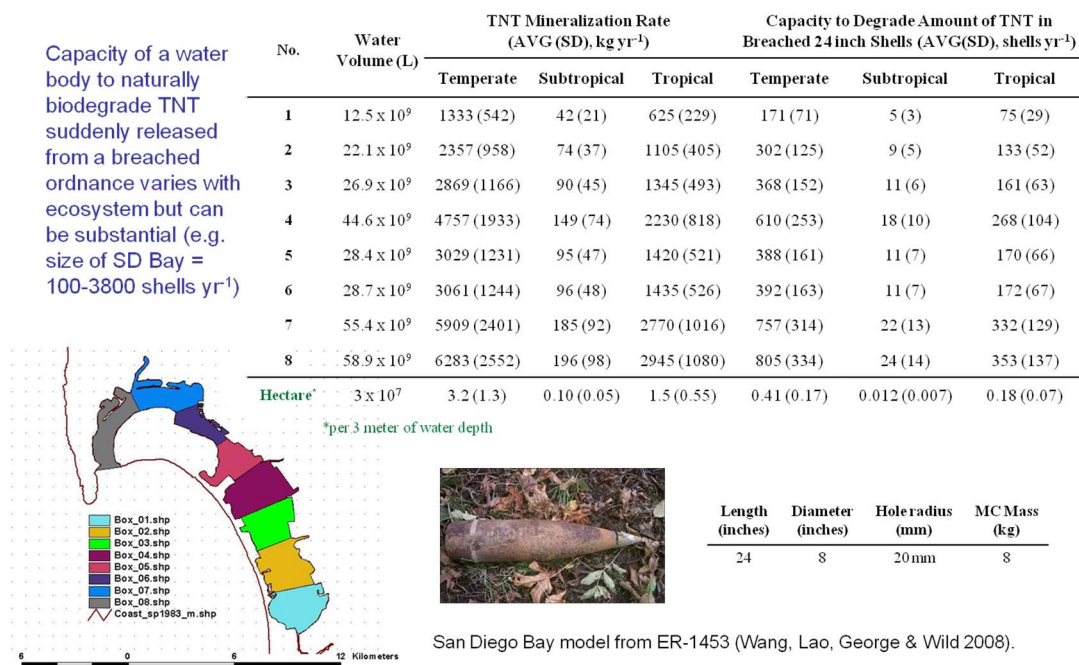 Capacity of a water
body to naturally
biodegrade TNT
suddenly released
from a breached
ordnance varies with
ecosystem but can
be substantial (e.g.
size of SD Bay =
100-3800 shells yr⁻¹)
No. Water Volume (L) TNT Mineralization Rate (AVG (SD), kg yr⁻¹) Capacity to Degrade Amount of TNT in Breached 24 inch Shells (AVG(SD), shells yr⁻¹)
Temperate Subtropical Tropical Temperate Subtropical Tropical
1 12.5 x 10⁹ 1333 (542) 42 (21) 625 (229) 171 (71) 5 (3) 75 (29)
2 22.1 x 10⁹ 2357 (958) 74 (37) 1105 (405) 302 (125) 9 (5) 133 (52)
3 26.9 x 10⁹ 2869 (1166) 90 (45) 1345 (493) 368 (152) 11 (6) 161 (63)
4 44.6 x 10⁹ 4757 (1933) 149 (74) 2230 (818) 610 (253) 18 (10) 268 (104)
5 28.4 x 10⁹ 3029 (1231) 95 (47) 1420 (521) 388 (161) 11 (7) 170 (66)
6 28.7 x 10⁹ 3061 (1244) 96 (48) 1435 (526) 392 (163) 11 (7) 172 (67)
7 55.4 x 10⁹ 5909 (2401) 185 (92) 2770 (1016) 757 (314) 22 (13) 332 (129)
8 58.9 x 10⁹ 6283 (2552) 196 (98) 2945 (1080) 805 (334) 24 (14) 353 (137)
Hectare* 3 x 10⁷ 3.2 (1.3) 0.10 (0.05) 1.5 (0.55) 0.41 (0.17) 0.012 (0.007) 0.18 (0.07)
*per 3 meter of water depth
Box_01.shp
Box_02.shp
Box_03.shp
Box_04.shp
Box_05.shp
Box_06.shp
Box_07.shp
Box_08.shp
Coast_sp1983_m.shp
6 0 6 12 Kilometers
Length (inches) Diameter (inches) Hole radius (mm) MC Mass (kg)
24 8 20 mm 8
San Diego Bay model from ER-1453 (Wang, Lao, George & Wild 2008).